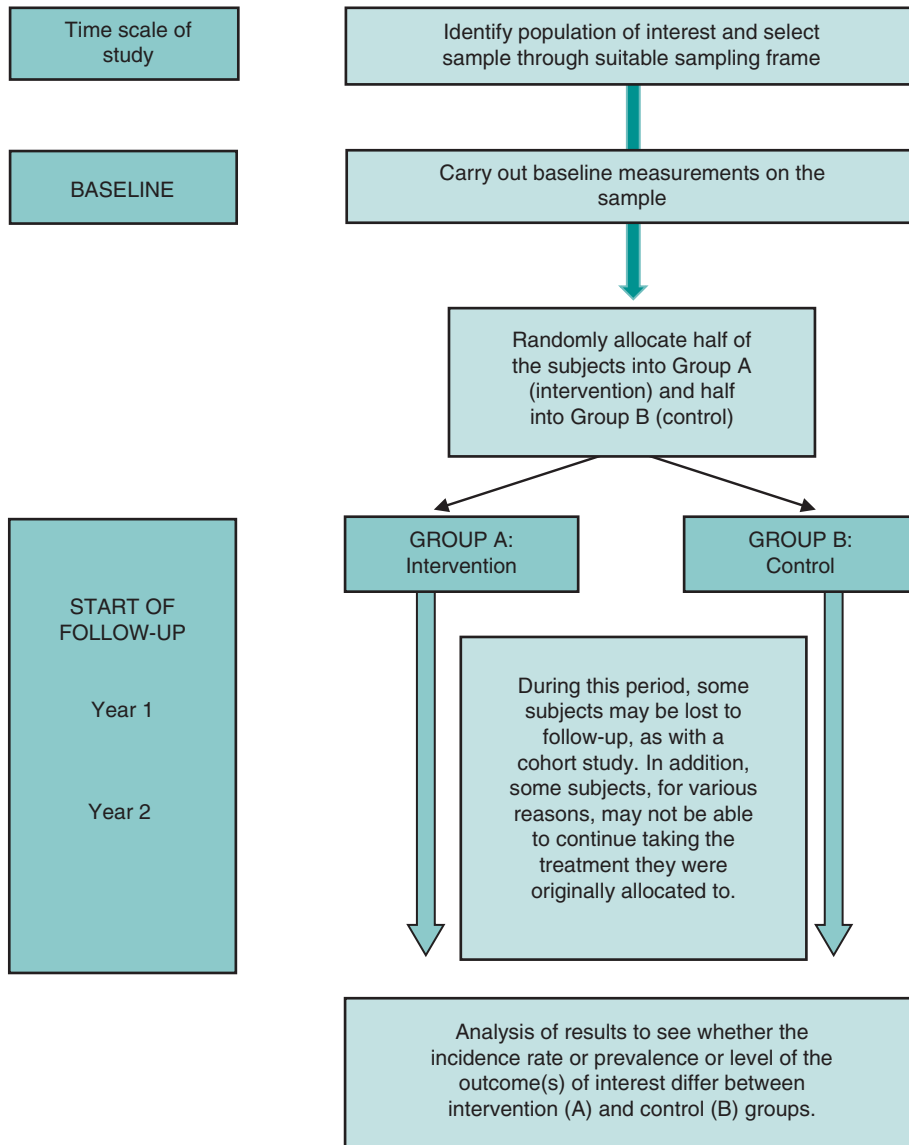 Time scale of
study
Identify population of interest and select
sample through suitable sampling frame
BASELINE
Carry out baseline measurements on the
sample
Randomly allocate half of
the subjects into Group A
(intervention) and half
into Group B (control)
GROUP A:
Intervention
GROUP B:
Control
START OF
FOLLOW-UP
Year 1
Year 2
During this period, some
subjects may be lost to
follow-up, as with a
cohort study. In addition,
some subjects, for various
reasons, may not be able
to continue taking the
treatment they were
originally allocated to.
Analysis of results to see whether the
incidence rate or prevalence or level of the
outcome(s) of interest differ between
intervention (A) and control (B) groups.